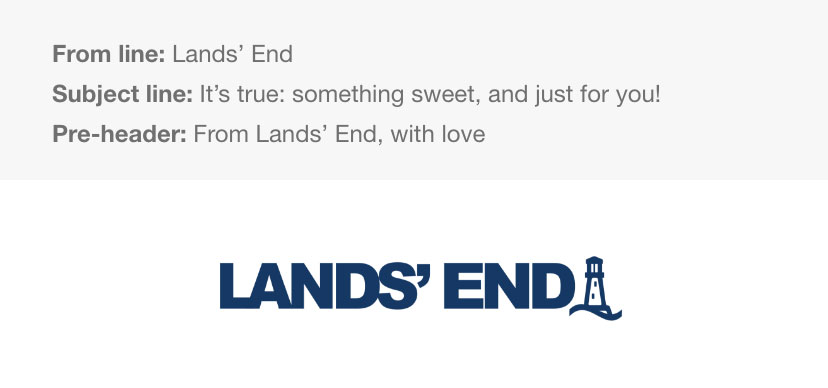 From line: Lands’ End
Subject line: It’s true: something sweet, and just for you!
Pre-header: From Lands’ End, with love
LANDS’ END